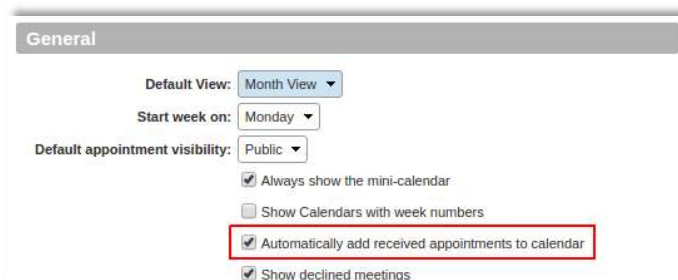 General
Default View: Month View
Start week on: Monday
Default appointment visibility: Public
Always show the mini-calendar
Show Calendars with week numbers
Automatically add received appointments to calendar
Show declined meetings